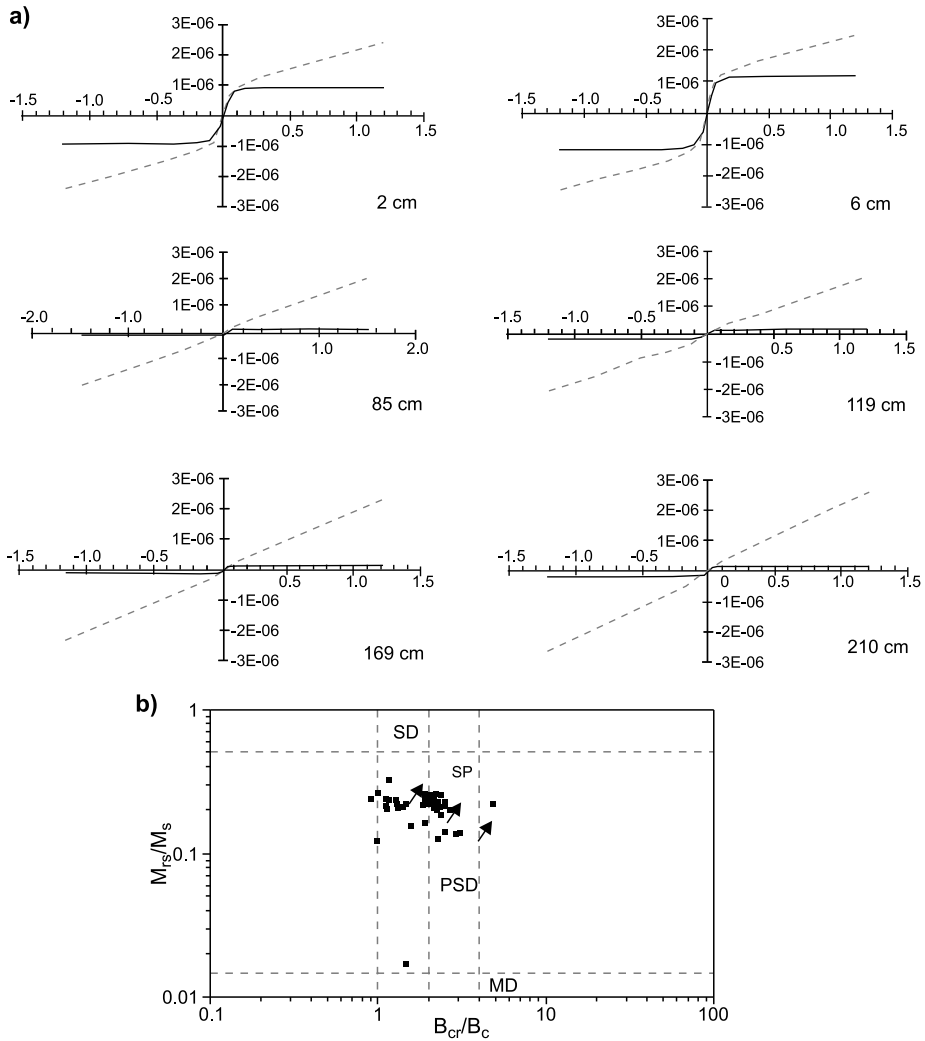 a)
3E-06
2E-06
1E-06
-1.5 -1.0 -0.5
0.5 1.0 1.5
-1E-06
-2E-06
-3E-06
2 cm
3E-06
2E-06
1E-06
-1.5 -1.0 -0.5
0.5 1.0 1.5
-1E-06
-2E-06
-3E-06
6 cm
3E-06
2E-06
1E-06
-2.0 -1.0
1.0 2.0
-1E-06
-2E-06
-3E-06
85 cm
3E-06
2E-06
1E-06
-1.5 -1.0 -0.5
0.5 1.0 1.5
-1E-06
-2E-06
-3E-06
119 cm
3E-06
2E-06
1E-06
-1.5 -1.0 -0.5
0.5 1.0 1.5
-1E-06
-2E-06
-3E-06
169 cm
3E-06
2E-06
1E-06
-1.5 -1.0 -0.5
0 0.5 1.0 1.5
-1E-06
-2E-06
-3E-06
210 cm
b)
1
SD
SP
Mrs/Ms
0.1
PSD
MD
0.01
0.1 1 10 100
Bcr/Bc